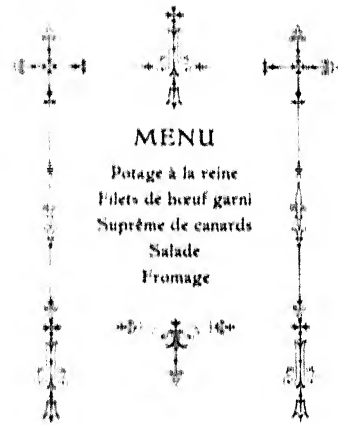 MENU
Potage à la reine
Filets de bœuf garni
Suprême de canards
Salade
Fromage